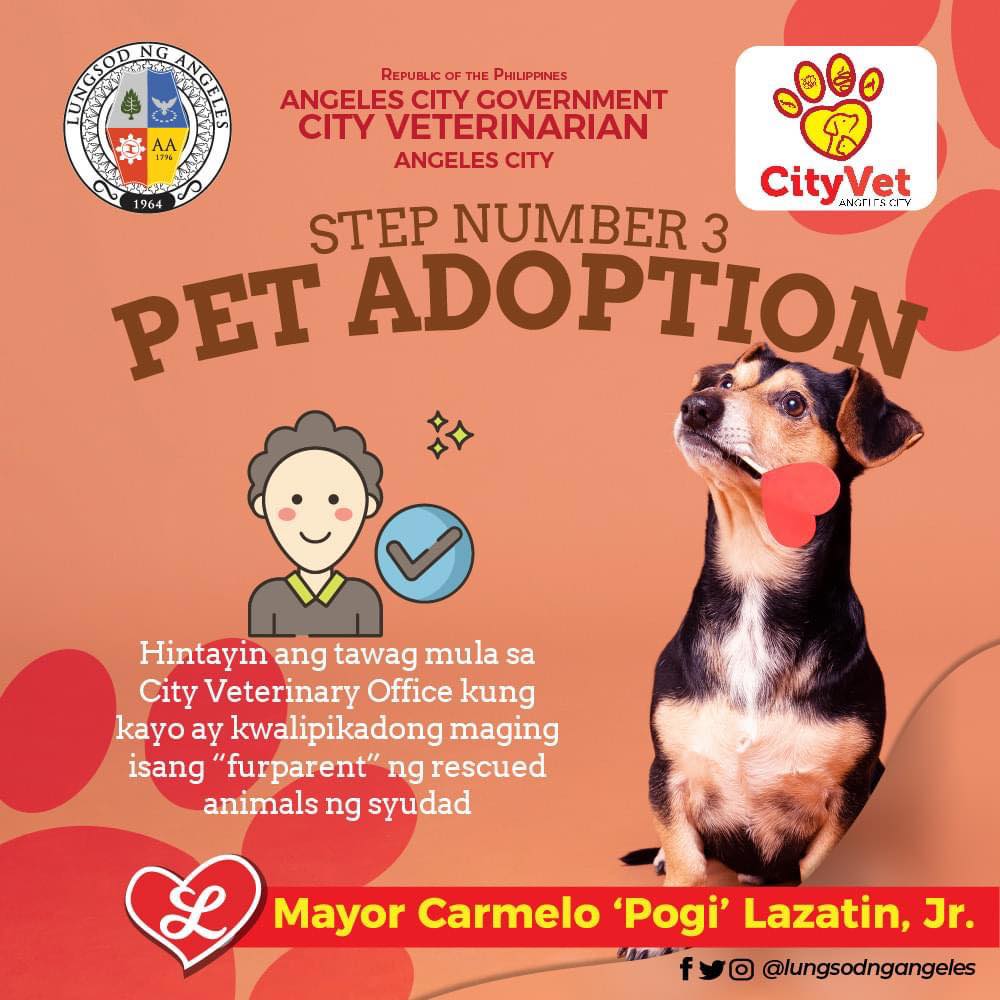 LUNGSOD NG ANGELES
AA
1796
1964
REPUBLIC OF THE PHILIPPINES
ANGELES CITY GOVERNMENT
CITY VETERINARIAN
ANGELES CITY
CityVet
ANGELES CITY
STEP NUMBER 3
PET ADOPTION
Hintayin ang tawag mula sa
City Veterinary Office kung
kayo ay kwalipikadong maging
isang “furparent” ng rescued
animals ng syudad
L
Mayor Carmelo ‘Pogi’ Lazatin, Jr.
@lungsodngangeles